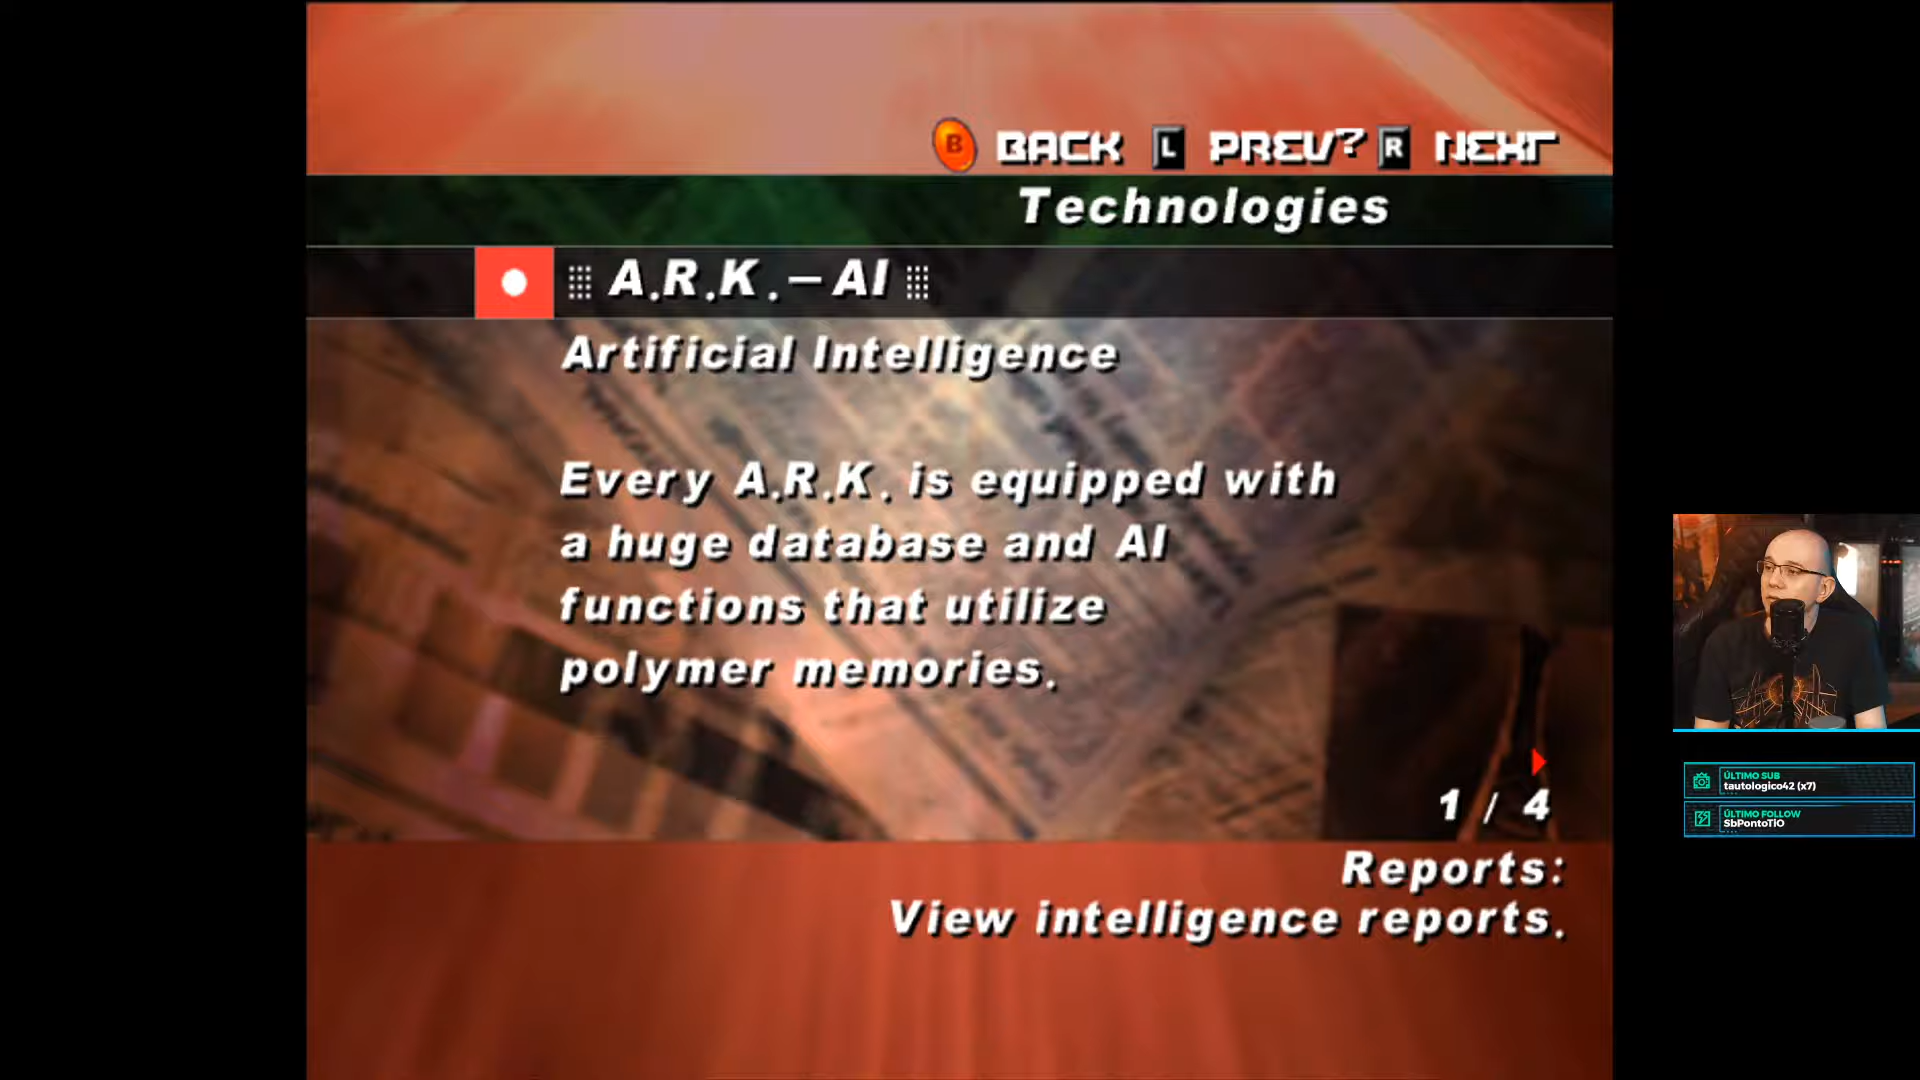 B BACK L PREV? R NEXT
Technologies
A.R.K.-AI
Artificial Intelligence
Every A.R.K. is equipped with
a huge database and AI
functions that utilize
polymer memories.
1 / 4
Reports:
View intelligence reports.
ÚLTIMO SUB
tautologico42 (x7)
ÚLTIMO FOLLOW
SbPontoTIO